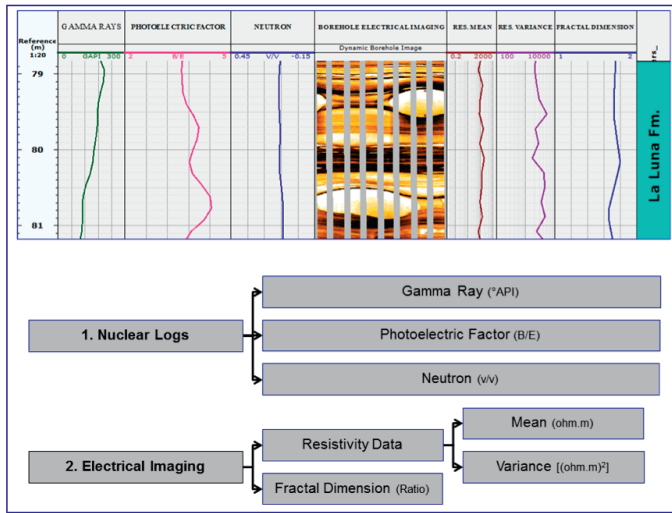 GAMMA RAYS PHOTOELECTRIC FACTOR NEUTRON BOREHOLE ELECTRICAL IMAGING RES. MEAN RES. VARIANCE FRACTAL DIMENSION
Reference
(m)
1:20
0 GAPI 300 2 B/E 5 0.45 V/V -0.15 Dynamic Borehole Image 0.2 2000 100 10000 1 2
79
80
81
La Luna Fm.
1. Nuclear Logs
Gamma Ray (°API)
Photoelectric Factor (B/E)
Neutron (v/v)
2. Electrical Imaging
Resistivity Data
Mean (ohm.m)
Variance [(ohm.m)²]
Fractal Dimension (Ratio)